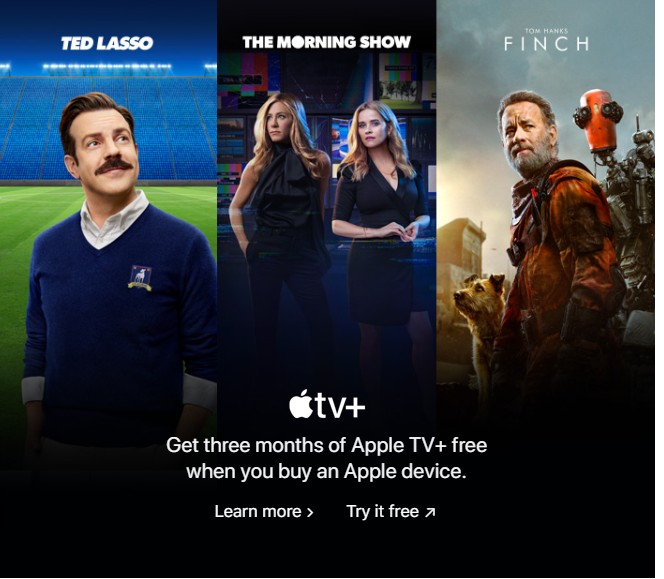 TED LASSO
THE MORNING SHOW
TOM HANKS
FINCH
tv+
Get three months of Apple TV+ free
when you buy an Apple device.
Learn more >
Try it free ↗